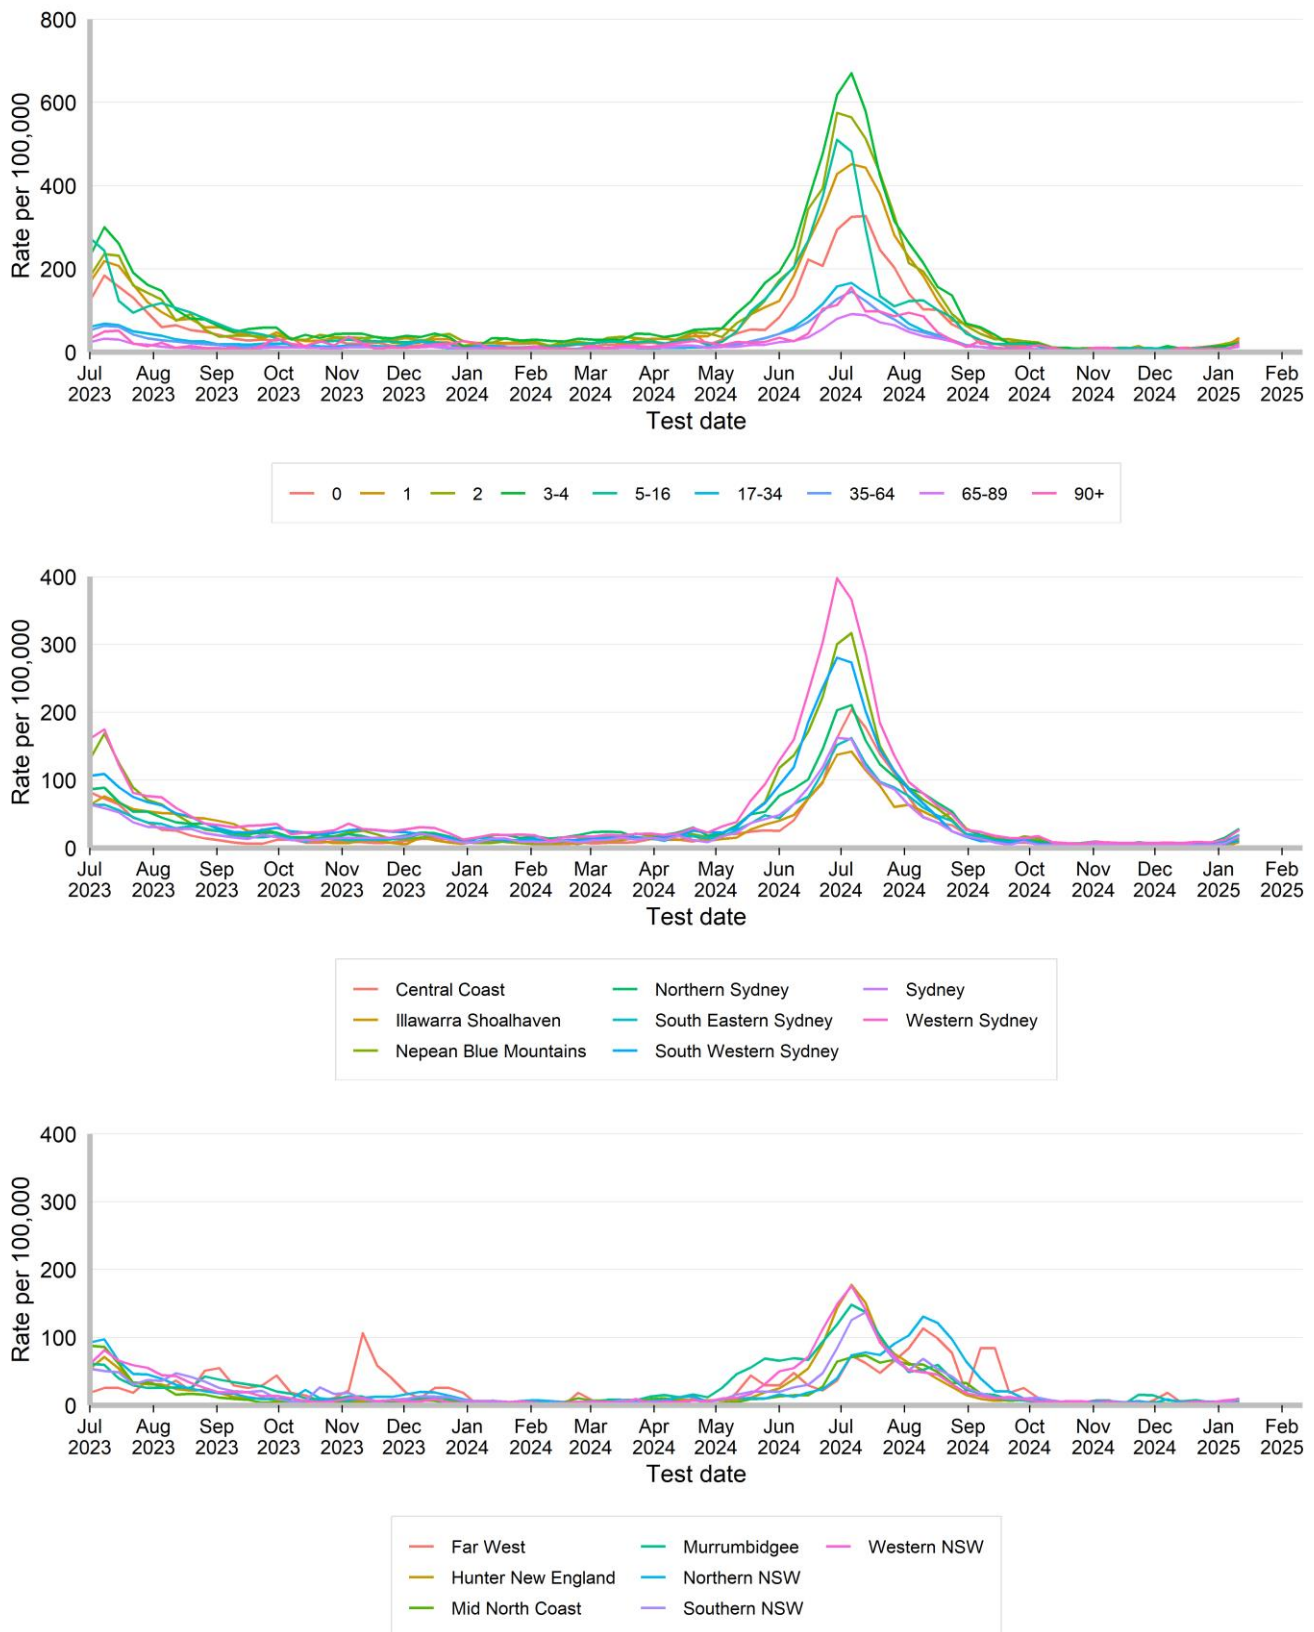 800
600
400
200
0
Rate per 100,000
Jul Aug Sep Oct Nov Dec Jan Feb Mar Apr May Jun Jul Aug Sep Oct Nov Dec Jan Feb
2023 2023 2023 2023 2023 2023 2024 2024 2024 2024 2024 2024 2024 2024 2024 2024 2024 2024 2025 2025
Test date
0 1 2 3-4 5-16 17-34 35-64 65-89 90+
400
300
200
100
0
Rate per 100,000
Jul Aug Sep Oct Nov Dec Jan Feb Mar Apr May Jun Jul Aug Sep Oct Nov Dec Jan Feb
2023 2023 2023 2023 2023 2023 2024 2024 2024 2024 2024 2024 2024 2024 2024 2024 2024 2024 2025 2025
Test date
Central Coast Northern Sydney Sydney
Illawarra Shoalhaven South Eastern Sydney Western Sydney
Nepean Blue Mountains South Western Sydney
400
300
200
100
0
Rate per 100,000
Jul Aug Sep Oct Nov Dec Jan Feb Mar Apr May Jun Jul Aug Sep Oct Nov Dec Jan Feb
2023 2023 2023 2023 2023 2023 2024 2024 2024 2024 2024 2024 2024 2024 2024 2024 2024 2024 2025 2025
Test date
Far West Murrumbidgee Western NSW
Hunter New England Northern NSW
Mid North Coast Southern NSW